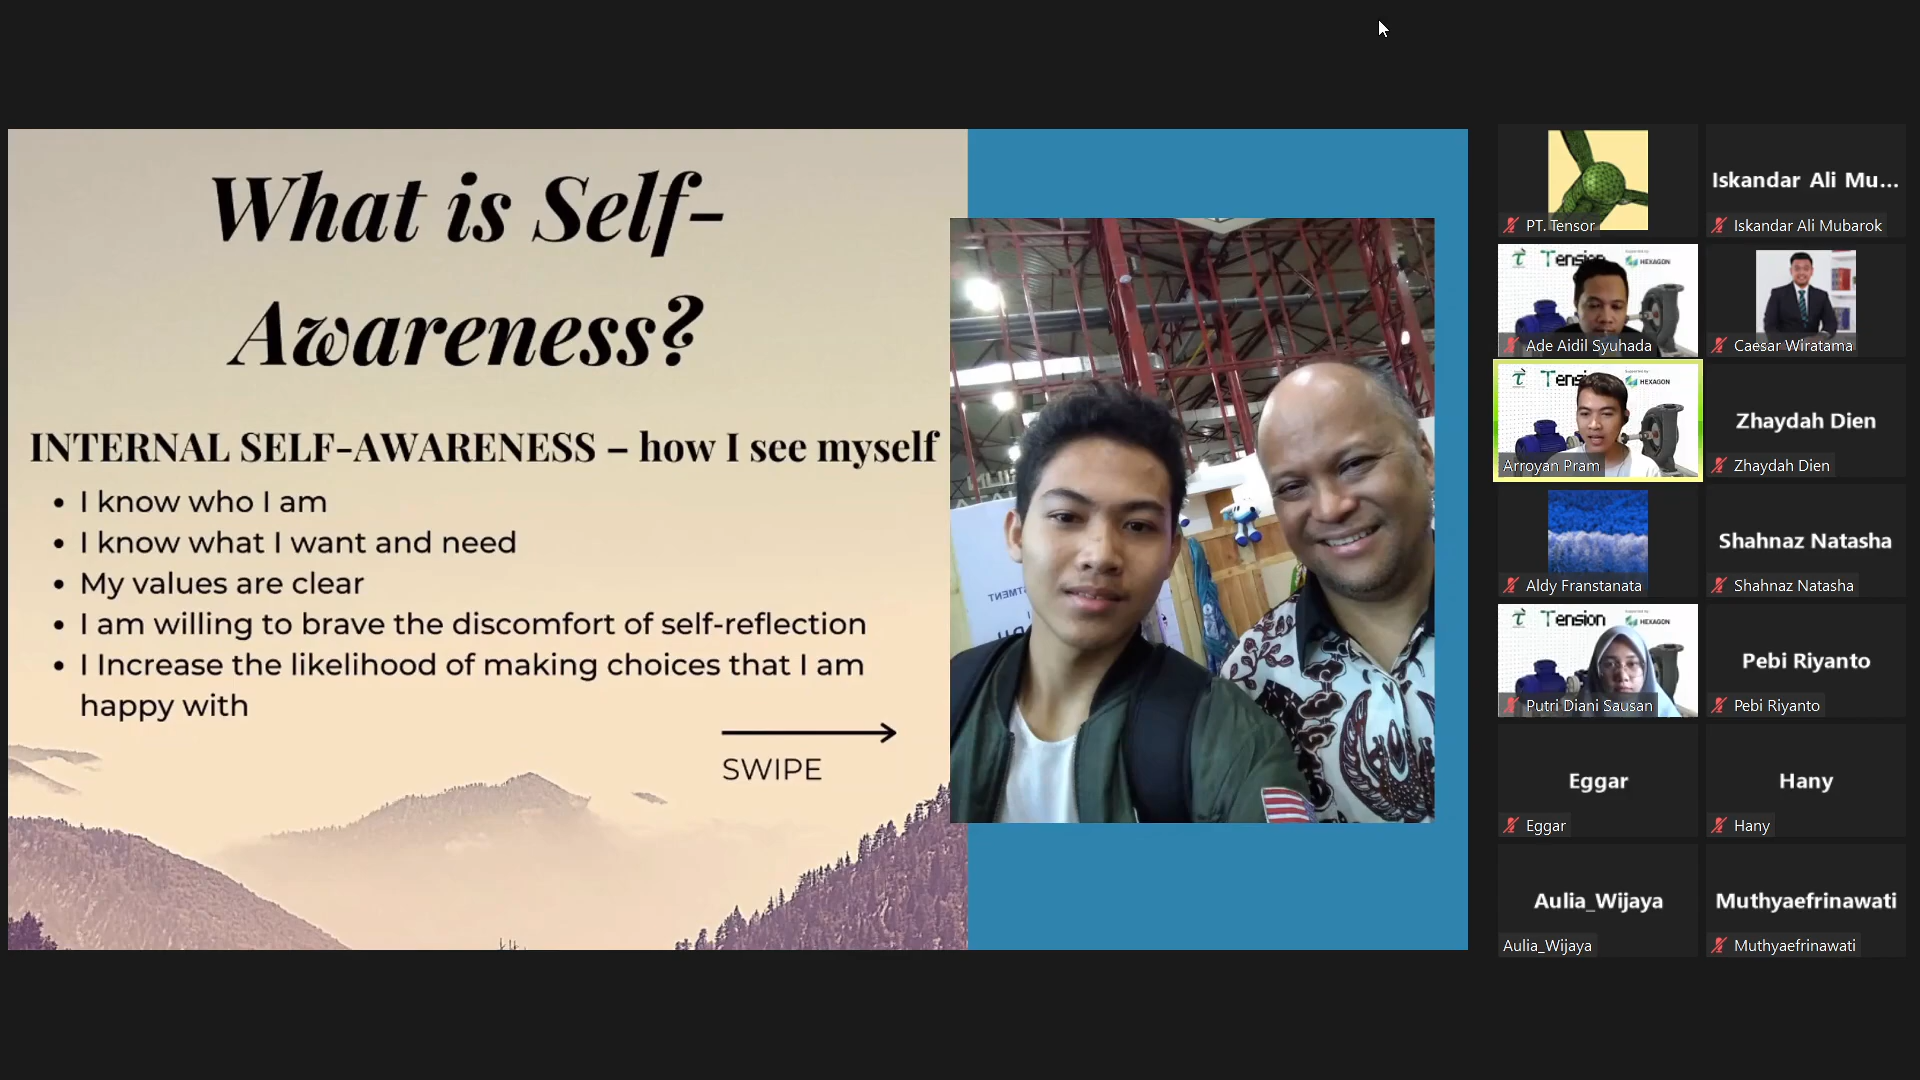 What is Self-
Awareness?
INTERNAL SELF-AWARENESS – how I see myself
• I know who I am
• I know what I want and need
• My values are clear
• I am willing to brave the discomfort of self-reflection
• I Increase the likelihood of making choices that I am
happy with
SWIPE
PT. Tensor
Iskandar Ali Mu...
Iskandar Ali Mubarok
Tension
HEXAGON
Ade Aidil Syuhada
Caesar Wiratama
HEXAGON
Arroyan Pram
Zhaydah Dien
Zhaydah Dien
Aldy Franstanata
Shahnaz Natasha
Shahnaz Natasha
Tension
HEXAGON
Putri Diani Sausan
Pebi Riyanto
Pebi Riyanto
Eggar
Eggar
Hany
Hany
Aulia_Wijaya
Aulia_Wijaya
Muthyaefrinawati
Muthyaefrinawati